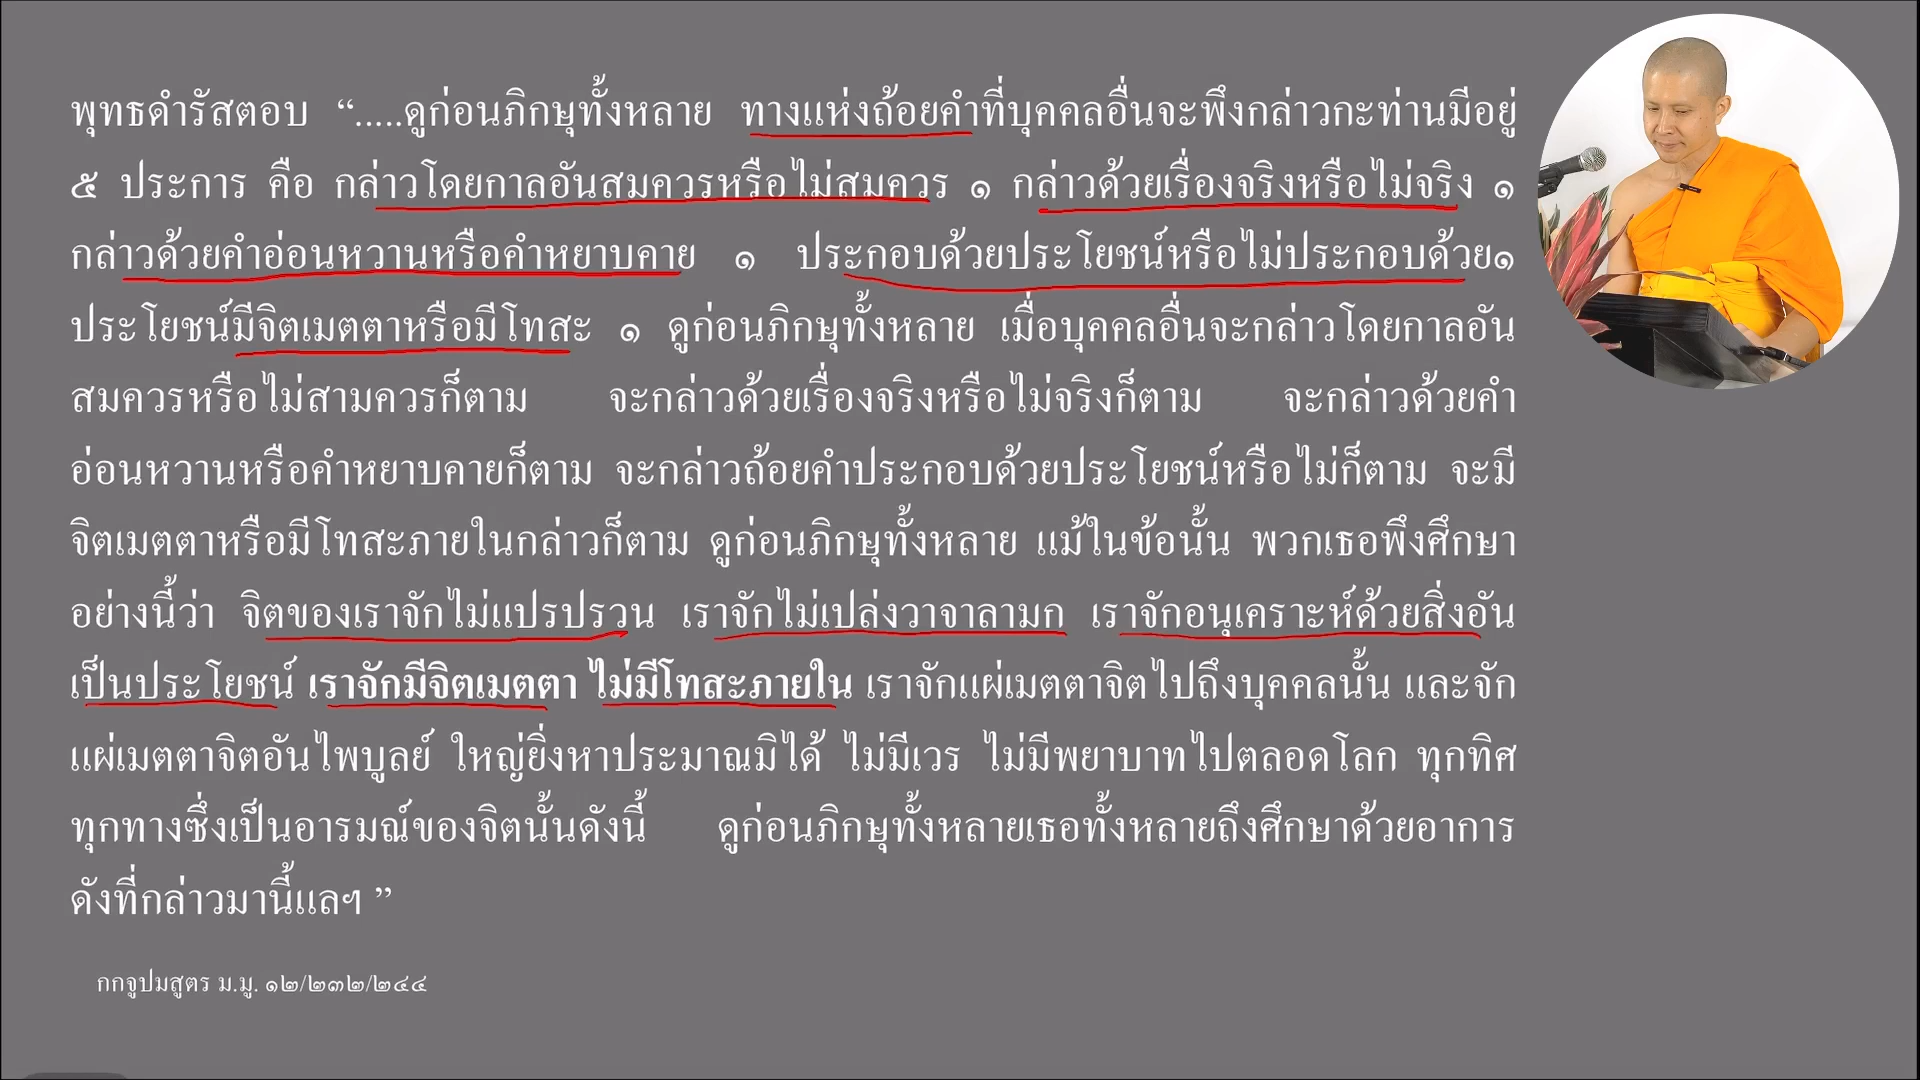 พุทธดำรัสตอบ “.....ดูก่อนภิกษุทั้งหลาย ทางแห่งถ้อยคำที่บุคคลอื่นจะพึงกล่าวกะท่านมีอยู่
๕ ประการ คือ กล่าวโดยกาลอันสมควรหรือไม่สมควร ๑ กล่าวด้วยเรื่องจริงหรือไม่จริง ๑
กล่าวด้วยคำอ่อนหวานหรือคำหยาบคาย ๑ ประกอบด้วยประโยชน์หรือไม่ประกอบด้วย๑
ประโยชน์มีจิตเมตตาหรือมีโทสะ ๑ ดูก่อนภิกษุทั้งหลาย เมื่อบุคคลอื่นจะกล่าวโดยกาลอัน
สมควรหรือไม่สามควรก็ตาม จะกล่าวด้วยเรื่องจริงหรือไม่จริงก็ตาม จะกล่าวด้วยคำ
อ่อนหวานหรือคำหยาบคายก็ตาม จะกล่าวถ้อยคำประกอบด้วยประโยชน์หรือไม่ก็ตาม จะมี
จิตเมตตาหรือมีโทสะภายในกล่าวก็ตาม ดูก่อนภิกษุทั้งหลาย แม้ในข้อนั้น พวกเธอพึงศึกษา
อย่างนี้ว่า จิตของเราจักไม่แปรปรวน เราจักไม่เปล่งวาจาลามก เราจักอนุเคราะห์ด้วยสิ่งอัน
เป็นประโยชน์ เราจักมีจิตเมตตา ไม่มีโทสะภายใน เราจักแผ่เมตตาจิตไปถึงบุคคลนั้น และจัก
แผ่เมตตาจิตอันไพบูลย์ ใหญ่ยิ่งหาประมาณมิได้ ไม่มีเวร ไม่มีพยาบาทไปตลอดโลก ทุกทิศ
ทุกทางซึ่งเป็นอารมณ์ของจิตนั้นดังนี้ ดูก่อนภิกษุทั้งหลายเธอทั้งหลายถึงศึกษาด้วยอาการ
ดังที่กล่าวมานี้แลฯ ”
กกจูปมสูตร ม.มู. ๑๒/๒๓๒/๒๔๔